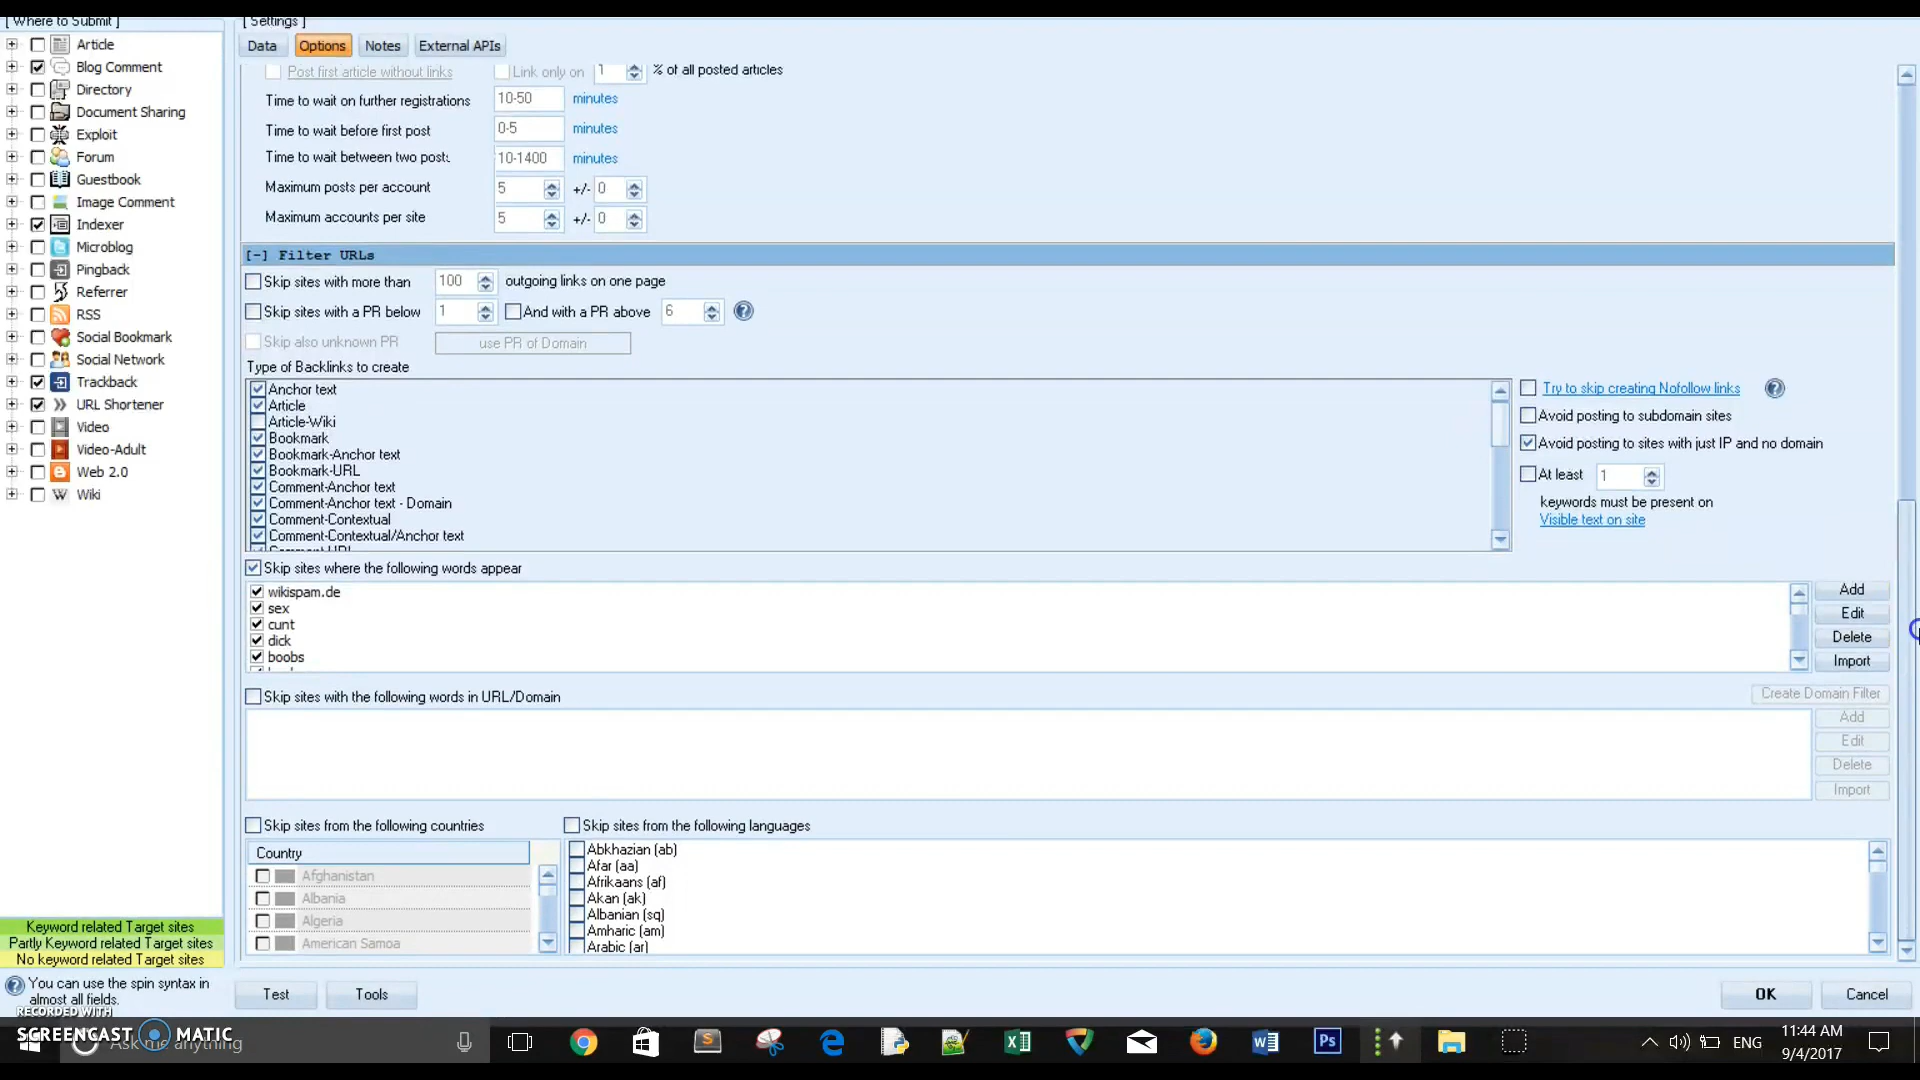 [ Where to Submit ]
Article
Blog Comment
Directory
Document Sharing
Exploit
Forum
Guestbook
Image Comment
Indexer
Microblog
Pingback
Referrer
RSS
Social Bookmark
Social Network
Trackback
URL Shortener
Video
Video-Adult
Web 2.0
Wiki
Keyword related Target sites
Partly Keyword related Target sites
No keyword related Target sites
You can use the spin syntax in
almost all fields.
[ Settings ]
Data Options Notes External APIs
Post first article without links Link only on 1 % of all posted articles
Time to wait on further registrations 10-50 minutes
Time to wait before first post 0-5 minutes
Time to wait between two posts 10-1400 minutes
Maximum posts per account 5 +/- 0
Maximum accounts per site 5 +/- 0
[-] Filter URLs
Skip sites with more than 100 outgoing links on one page
Skip sites with a PR below 1 And with a PR above 6 ?
Skip also unknown PR use PR of Domain
Type of Backlinks to create
Anchor text
Article
Article-Wiki
Bookmark
Bookmark-Anchor text
Bookmark-URL
Comment-Anchor text
Comment-Anchor text - Domain
Comment-Contextual
Comment-Contextual/Anchor text
Comment-URL
Try to skip creating Nofollow links ?
Avoid posting to subdomain sites
Avoid posting to sites with just IP and no domain
At least 1
keywords must be present on
Visible text on site
Skip sites where the following words appear
wikispam.de
sex
cunt
dick
boobs
Add
Edit
Delete
Import
Skip sites with the following words in URL/Domain
Create Domain Filter
Add
Edit
Delete
Import
Skip sites from the following countries
Country
Afghanistan
Albania
Algeria
American Samoa
Skip sites from the following languages
Abkhazian (ab)
Afar (aa)
Afrikaans (af)
Akan (ak)
Albanian (sq)
Amharic (am)
Arabic (ar)
Test Tools OK Cancel
RECORDED WITH
SCREENCAST MATIC
Ask me anything
ENG
11:44 AM
9/4/2017